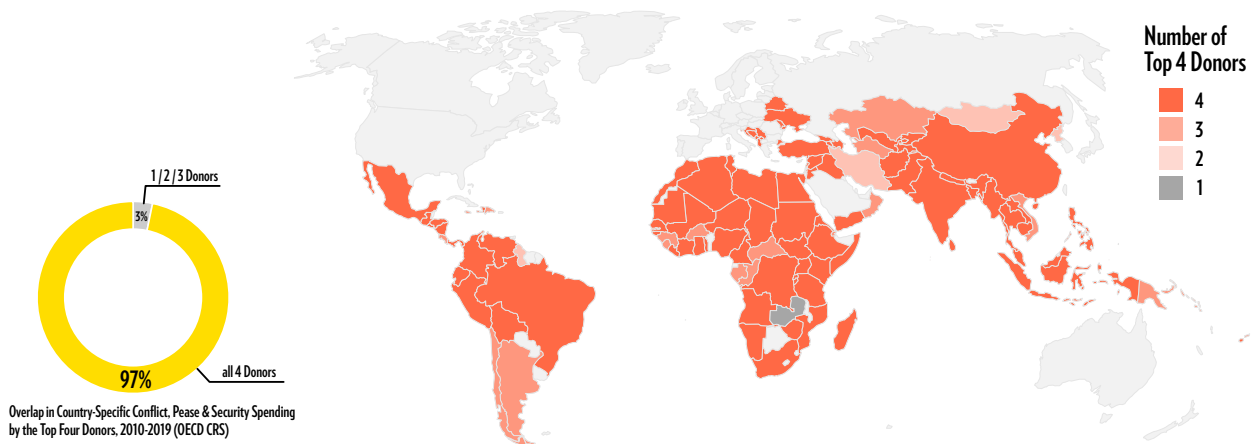 Number of
Top 4 Donors
4
3
2
1
1 / 2 / 3 Donors
3%
97%
all 4 Donors
Overlap in Country-Specific Conflict, Pease & Security Spending
by the Top Four Donors, 2010-2019 (OECD CRS)